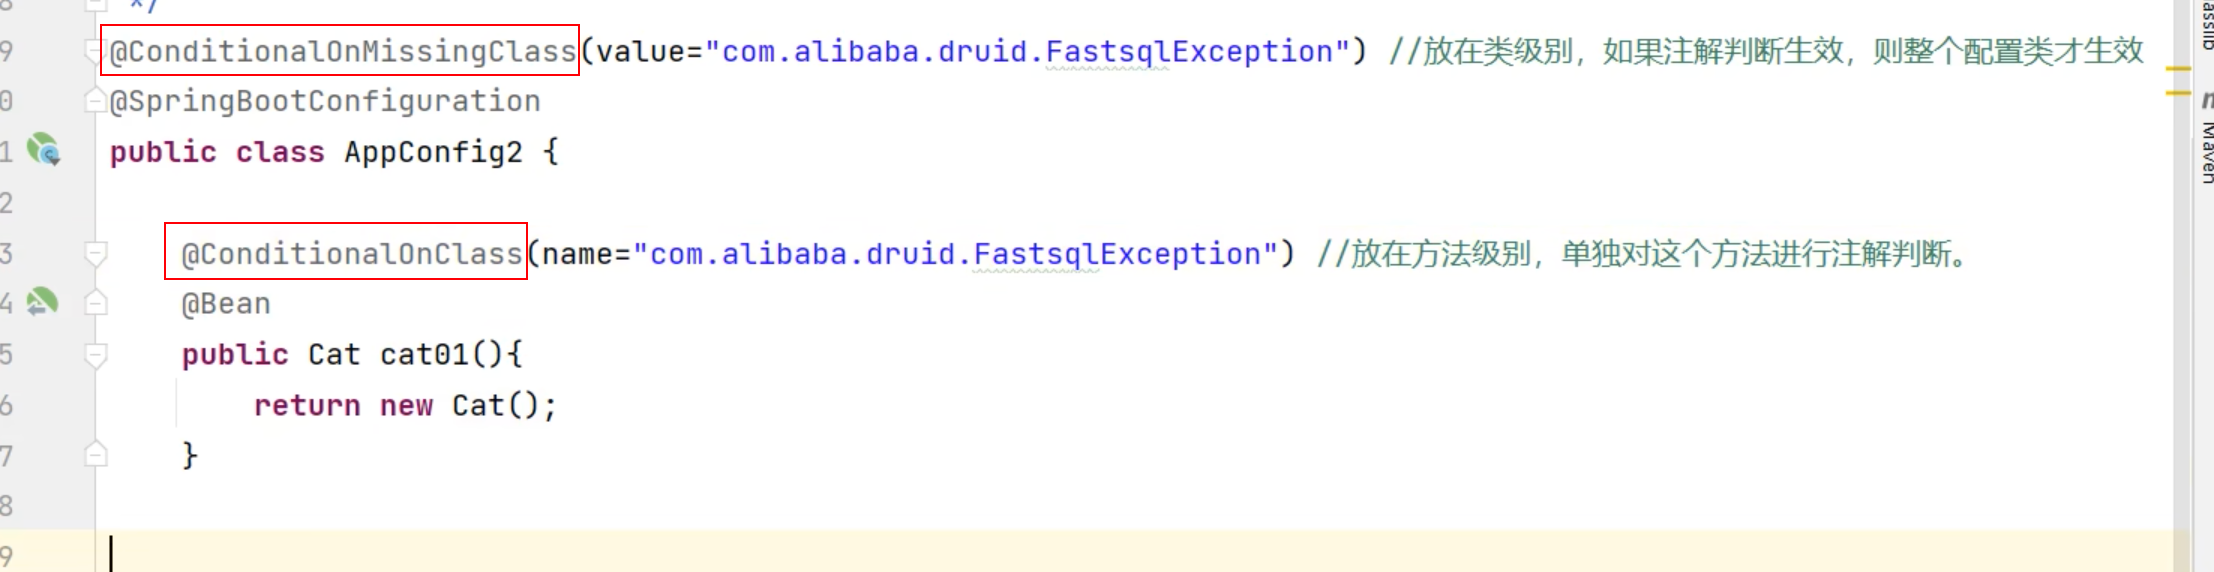 8 */
9 @ConditionalOnMissingClass(value="com.alibaba.druid.FastsqlException") //放在类级别，如果注解判断生效，则整个配置类才生效
0 @SpringBootConfiguration
1 public class AppConfig2 {
2
3 @ConditionalOnClass(name="com.alibaba.druid.FastsqlException") //放在方法级别，单独对这个方法进行注解判断。
4 @Bean
5 public Cat cat01(){
6 return new Cat();
7 }
8
9
Maven